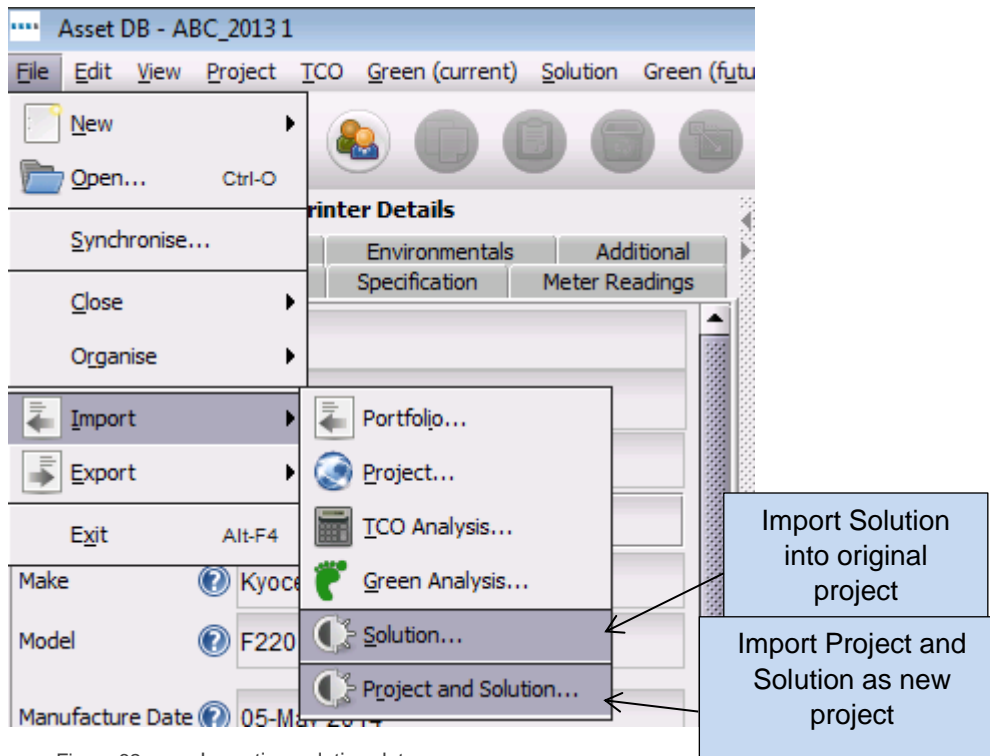 Asset DB - ABC_2013 1
File Edit View Project TCO Green (current) Solution Green (futu
New
Open... Ctrl-O
Synchronise...
Close
Organise
Import
Export
Exit Alt-F4
rinter Details
Environmentals Additional
Specification Meter Readings
Portfolio...
Project...
TCO Analysis...
Green Analysis...
Solution...
Project and Solution...
Make Kyoce
Model F220
Manufacture Date 05-May 2014
Import Solution
into original
project
Import Project and
Solution as new
project